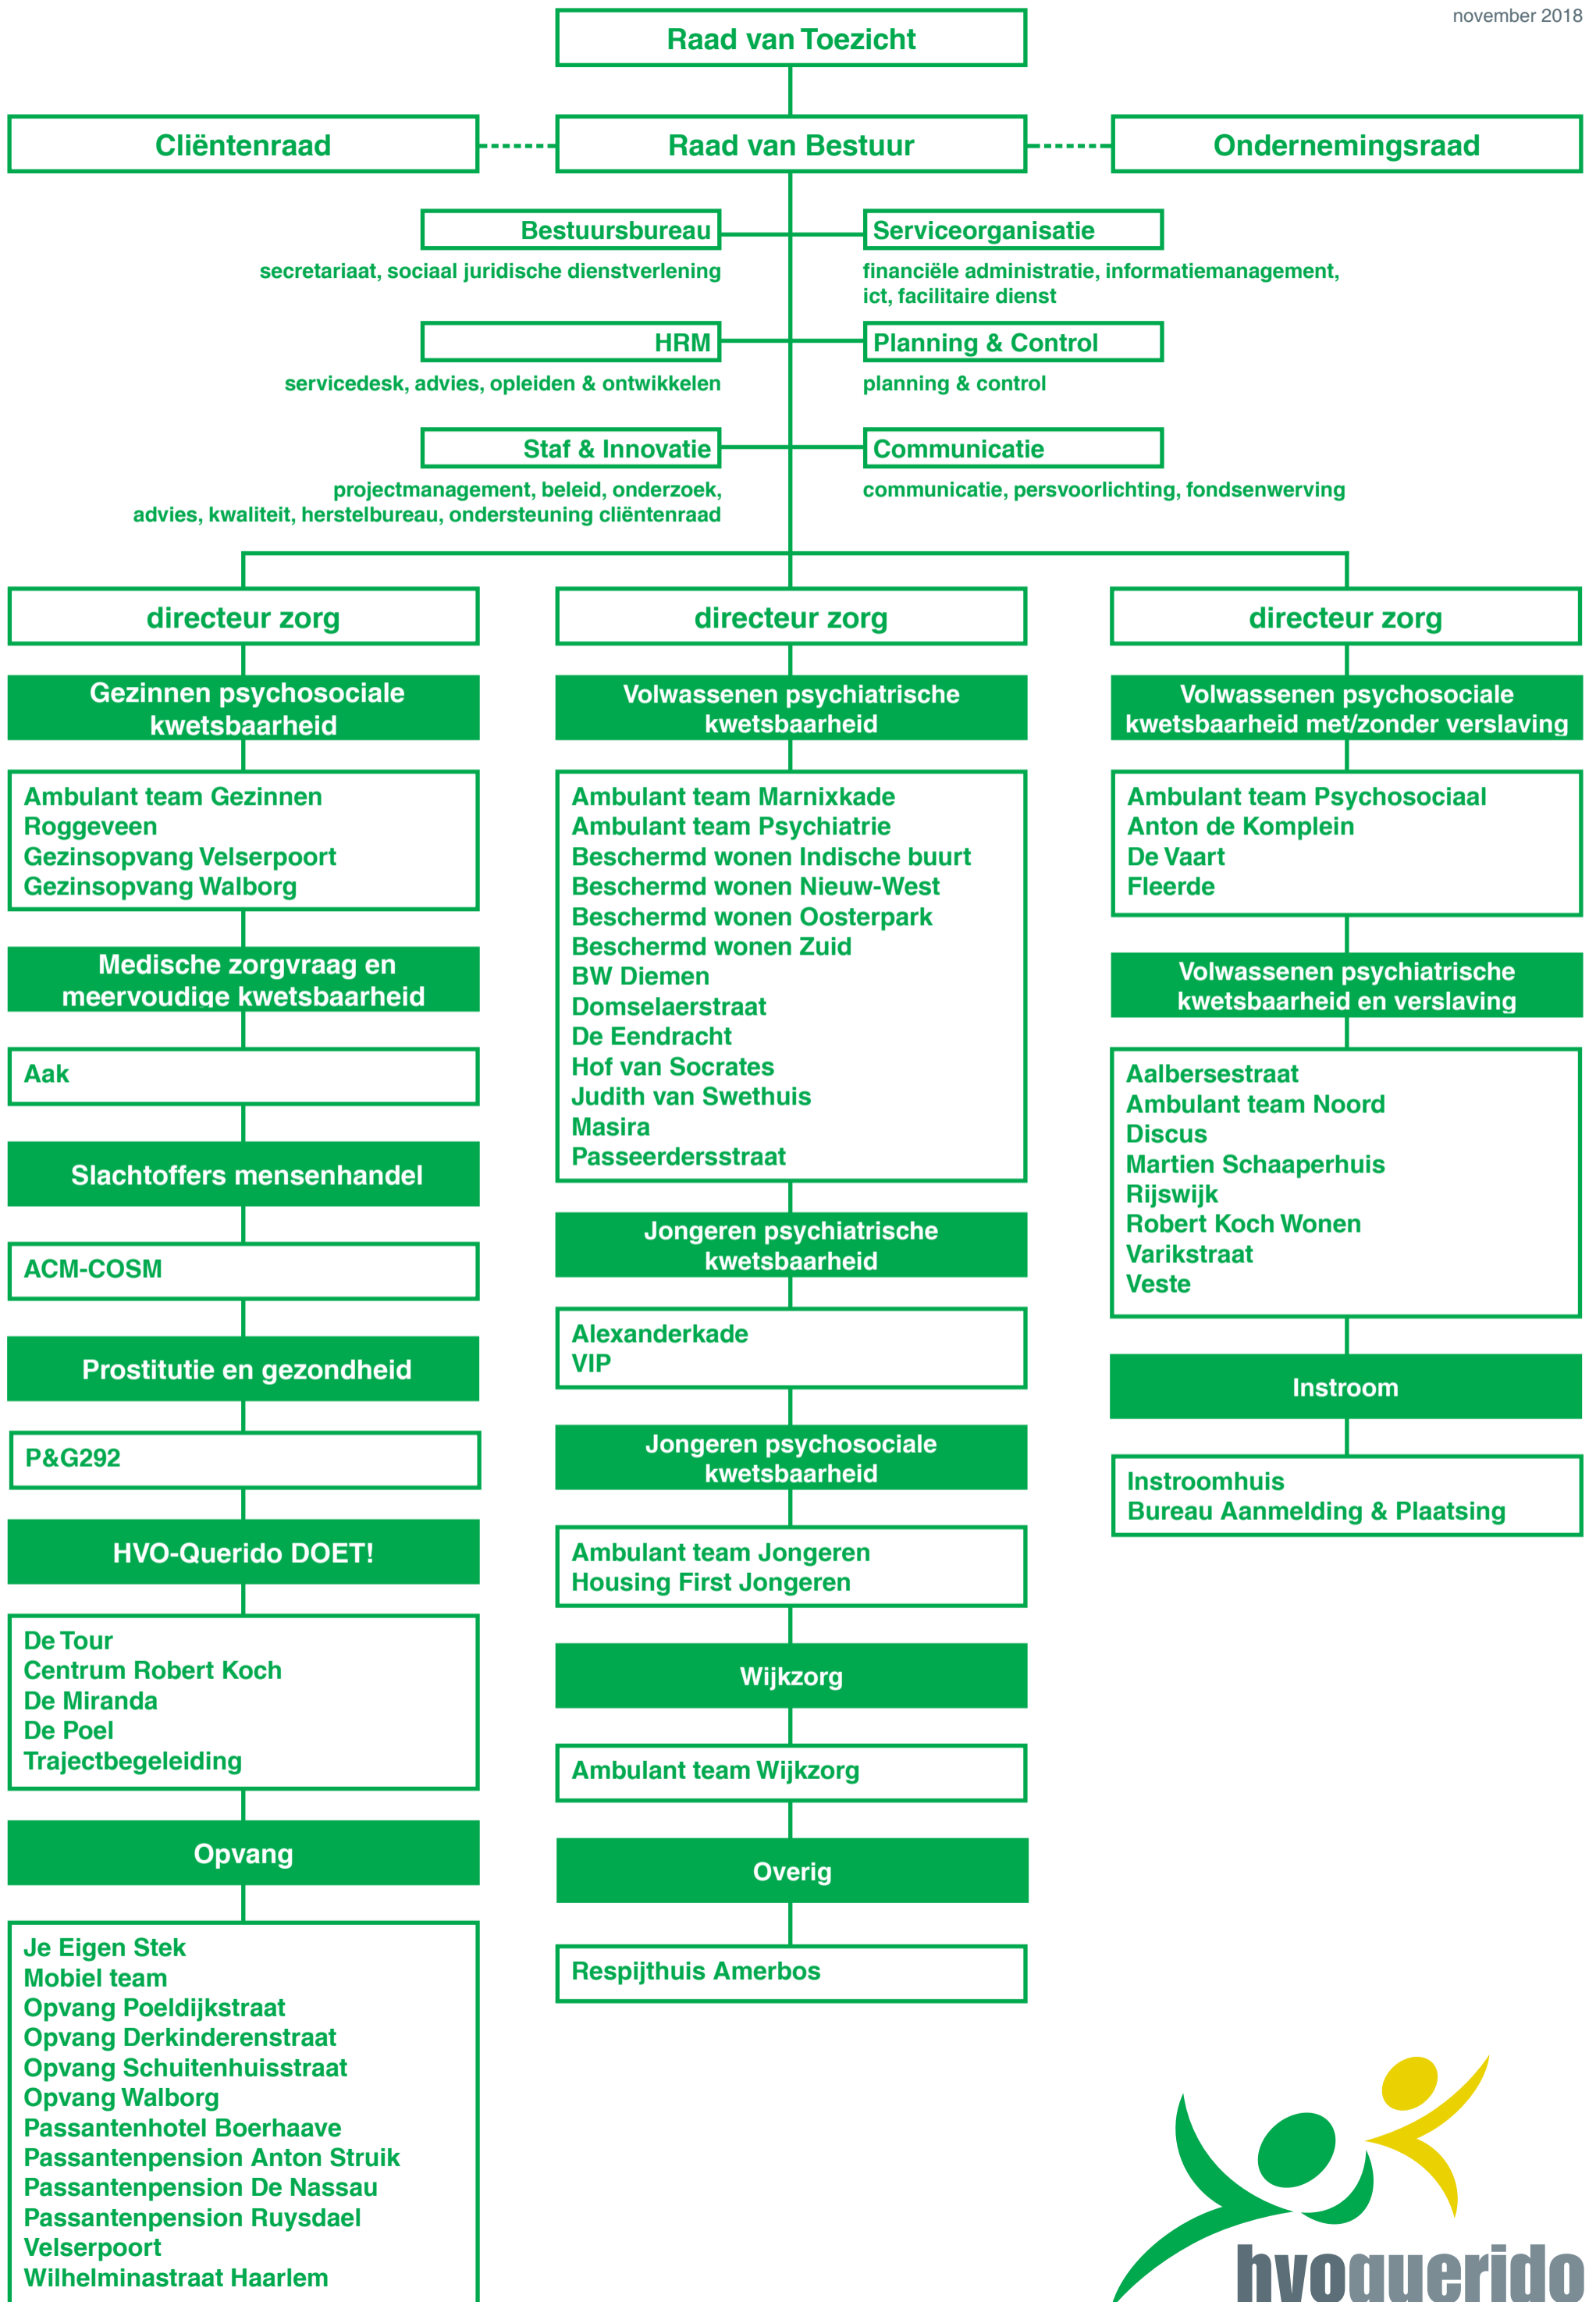 november 2018
Raad van Toezicht
Cliëntenraad
Raad van Bestuur
Ondernemingsraad
Bestuursbureau
secretariaat, sociaal juridische dienstverlening
Serviceorganisatie
financiële administratie, informatiemanagement,
ict, facilitaire dienst
HRM
servicedesk, advies, opleiden & ontwikkelen
Planning & Control
planning & control
Staf & Innovatie
projectmanagement, beleid, onderzoek,
advies, kwaliteit, herstelbureau, ondersteuning cliëntenraad
Communicatie
communicatie, persvoorlichting, fondsenwerving
directeur zorg
Gezinnen psychosociale
kwetsbaarheid
Ambulant team Gezinnen
Roggeveen
Gezinsopvang Velserpoort
Gezinsopvang Walborg
Medische zorgvraag en
meervoudige kwetsbaarheid
Aak
Slachtoffers mensenhandel
ACM-COSM
Prostitutie en gezondheid
P&G292
HVO-Querido DOET!
De Tour
Centrum Robert Koch
De Miranda
De Poel
Trajectbegeleiding
Opvang
Je Eigen Stek
Mobiel team
Opvang Poeldijkstraat
Opvang Derkinderenstraat
Opvang Schuitenhuisstraat
Opvang Walborg
Passantenhotel Boerhaave
Passantenpension Anton Struik
Passantenpension De Nassau
Passantenpension Ruysdael
Velserpoort
Wilhelminastraat Haarlem
directeur zorg
Volwassenen psychiatrische
kwetsbaarheid
Ambulant team Marnixkade
Ambulant team Psychiatrie
Beschermd wonen Indische buurt
Beschermd wonen Nieuw-West
Beschermd wonen Oosterpark
Beschermd wonen Zuid
BW Diemen
Domselaerstraat
De Eendracht
Hof van Socrates
Judith van Swethuis
Masira
Passeerdersstraat
Jongeren psychiatrische
kwetsbaarheid
Alexanderkade
VIP
Jongeren psychosociale
kwetsbaarheid
Ambulant team Jongeren
Housing First Jongeren
Wijkzorg
Ambulant team Wijkzorg
Overig
Respijthuis Amerbos
directeur zorg
Volwassenen psychosociale
kwetsbaarheid met/zonder verslaving
Ambulant team Psychosociaal
Anton de Komplein
De Vaart
Fleerde
Volwassenen psychiatrische
kwetsbaarheid en verslaving
Aalbersestraat
Ambulant team Noord
Discus
Martien Schaaperhuis
Rijswijk
Robert Koch Wonen
Varikstraat
Veste
Instroom
Instroomhuis
Bureau Aanmelding & Plaatsing
hvoquerido